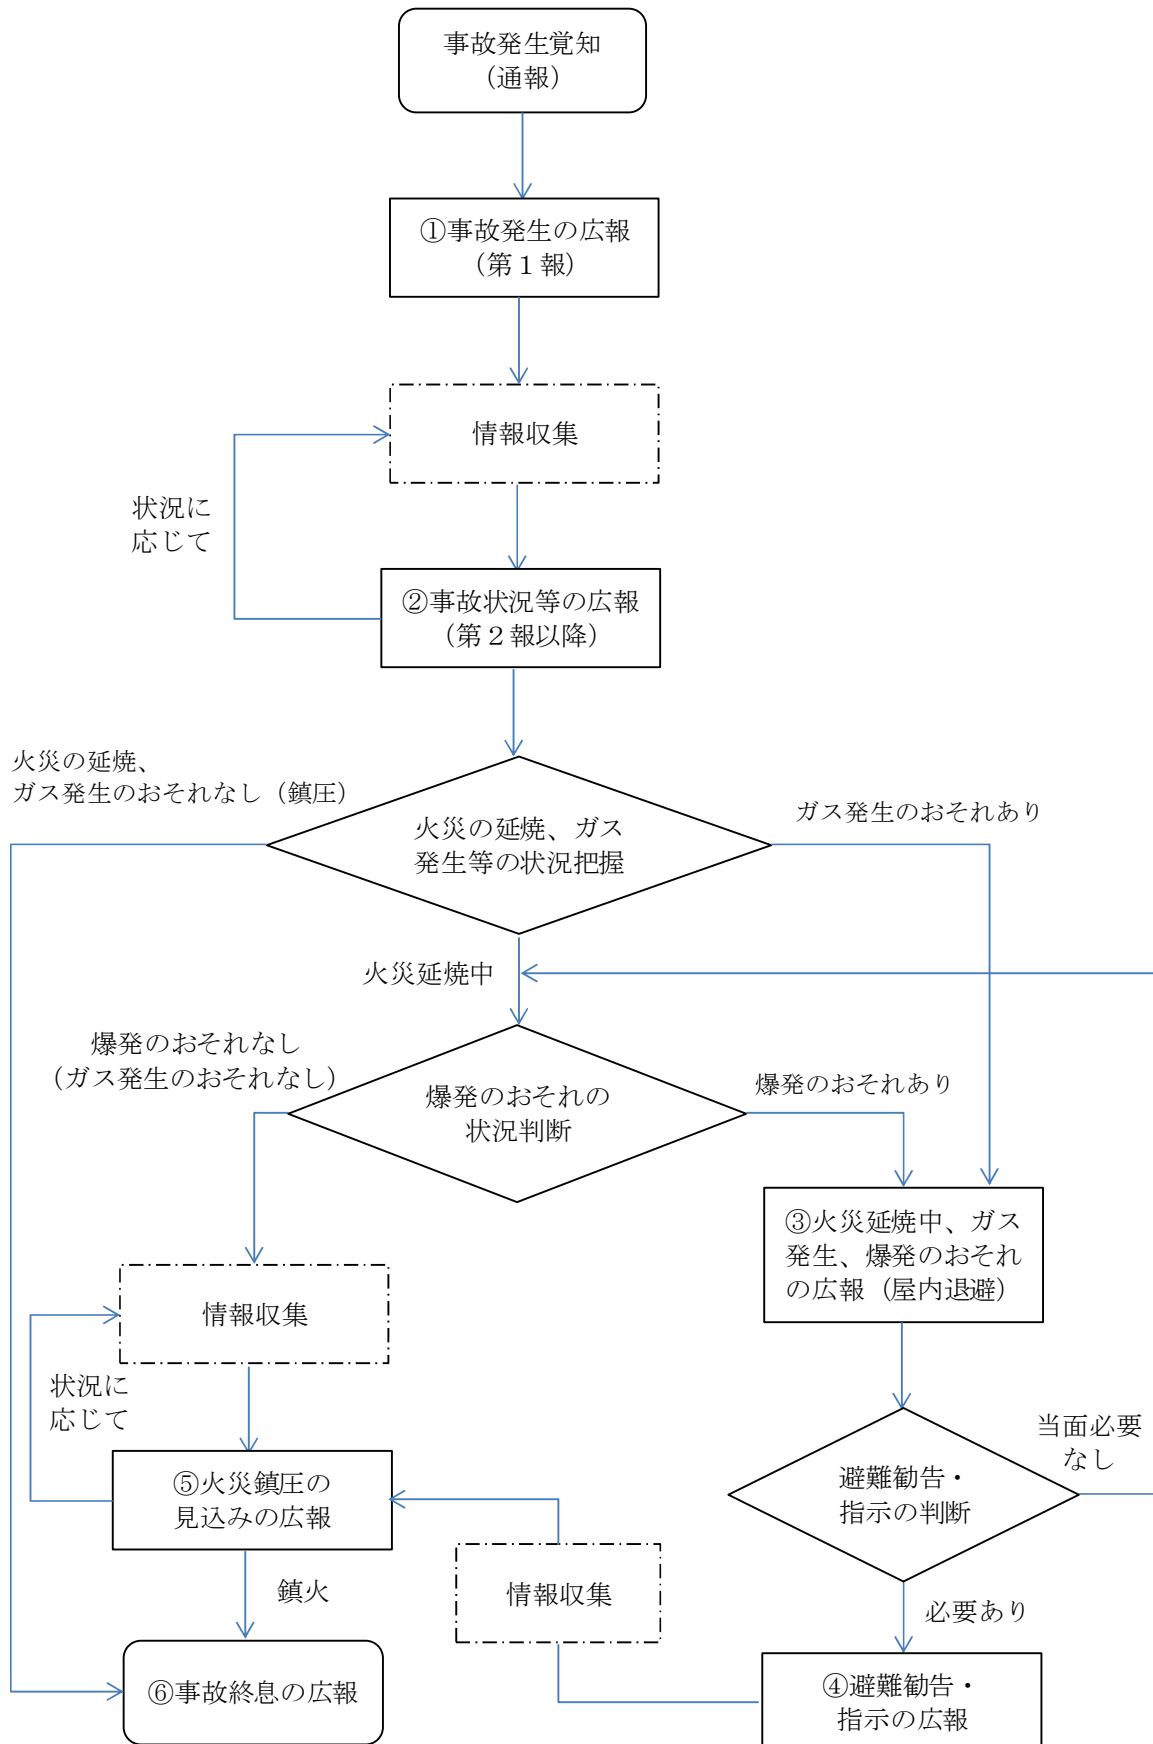 事故発生覚知
（通報）
①事故発生の広報
（第１報）
情報収集
状況に
応じて
②事故状況等の広報
（第２報以降）
火災の延焼、
ガス発生のおそれなし（鎮圧）
火災の延焼、ガス
発生等の状況把握
ガス発生のおそれあり
火災延焼中
爆発のおそれなし
（ガス発生のおそれなし）
爆発のおそれの
状況判断
爆発のおそれあり
③火災延焼中、ガス
発生、爆発のおそれ
の広報（屋内退避）
情報収集
状況に
応じて
⑤火災鎮圧の
見込みの広報
避難勧告・
指示の判断
当面必要
なし
情報収集
鎮火
必要あり
⑥事故終息の広報
④避難勧告・
指示の広報